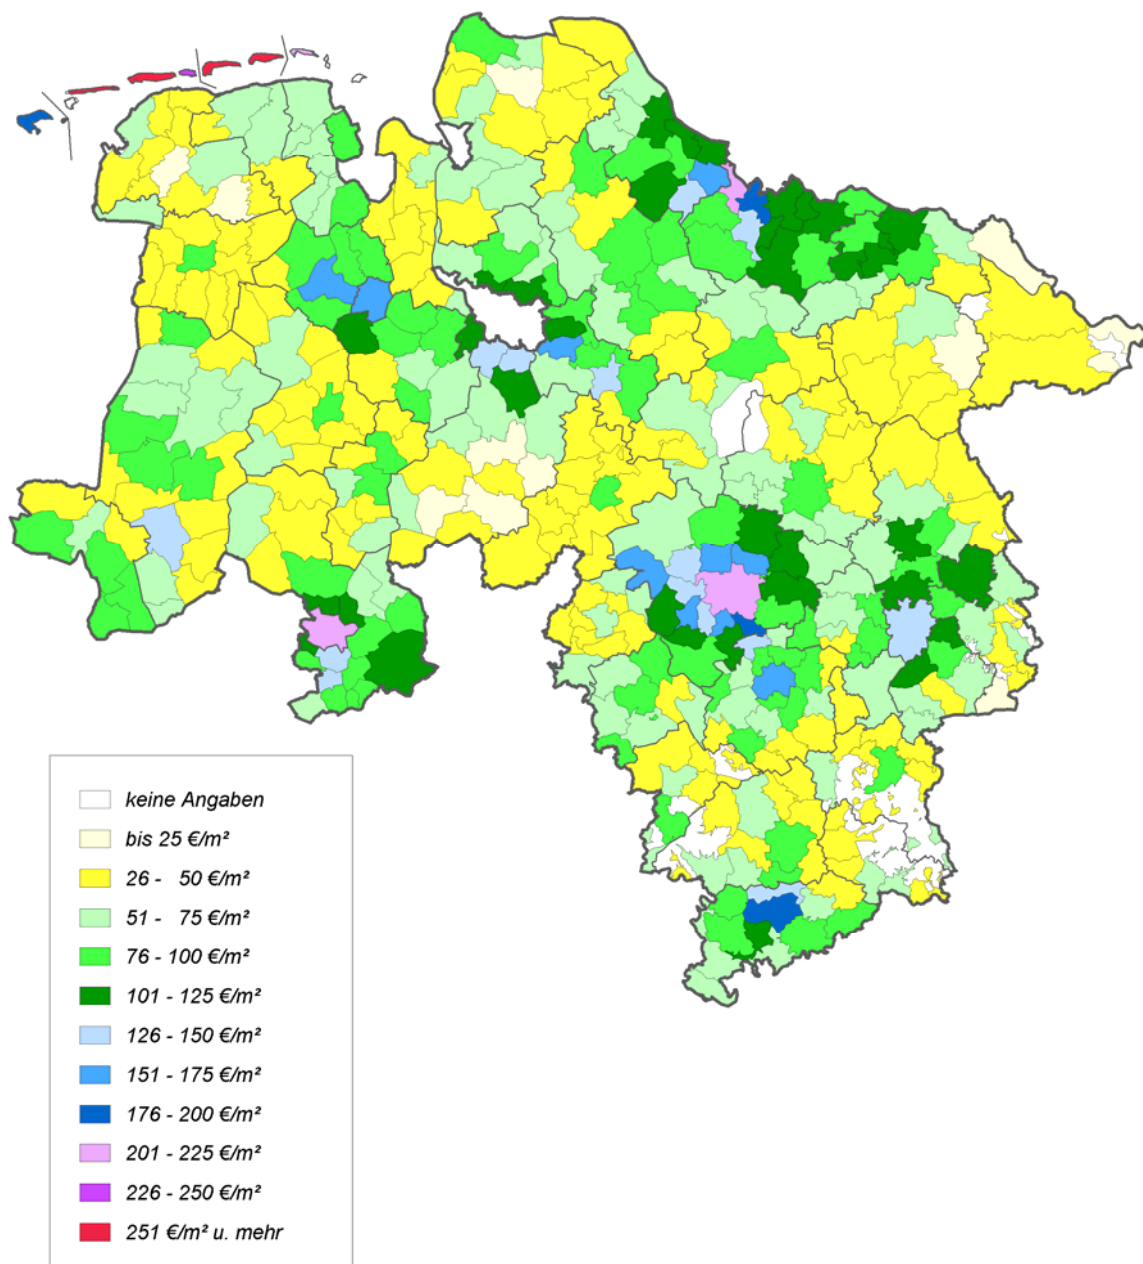 keine Angaben
bis 25 €/m²
26 - 50 €/m²
51 - 75 €/m²
76 - 100 €/m²
101 - 125 €/m²
126 - 150 €/m²
151 - 175 €/m²
176 - 200 €/m²
201 - 225 €/m²
226 - 250 €/m²
251 €/m² u. mehr